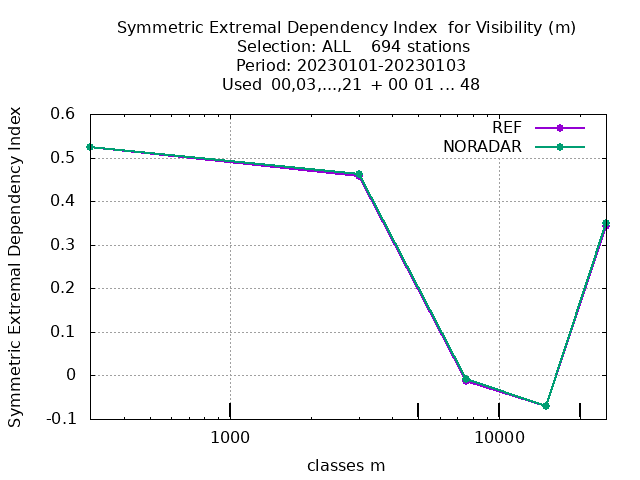 Symmetric Extremal Dependency Index  for Visibility (m)
Selection: ALL    694 stations
Period: 20230101-20230103
Used  00,03,...,21  + 00 01 ... 48
REF
NORADAR
Symmetric Extremal Dependency Index
0.6
0.5
0.4
0.3
0.2
0.1
0
-0.1
1000
10000
classes m